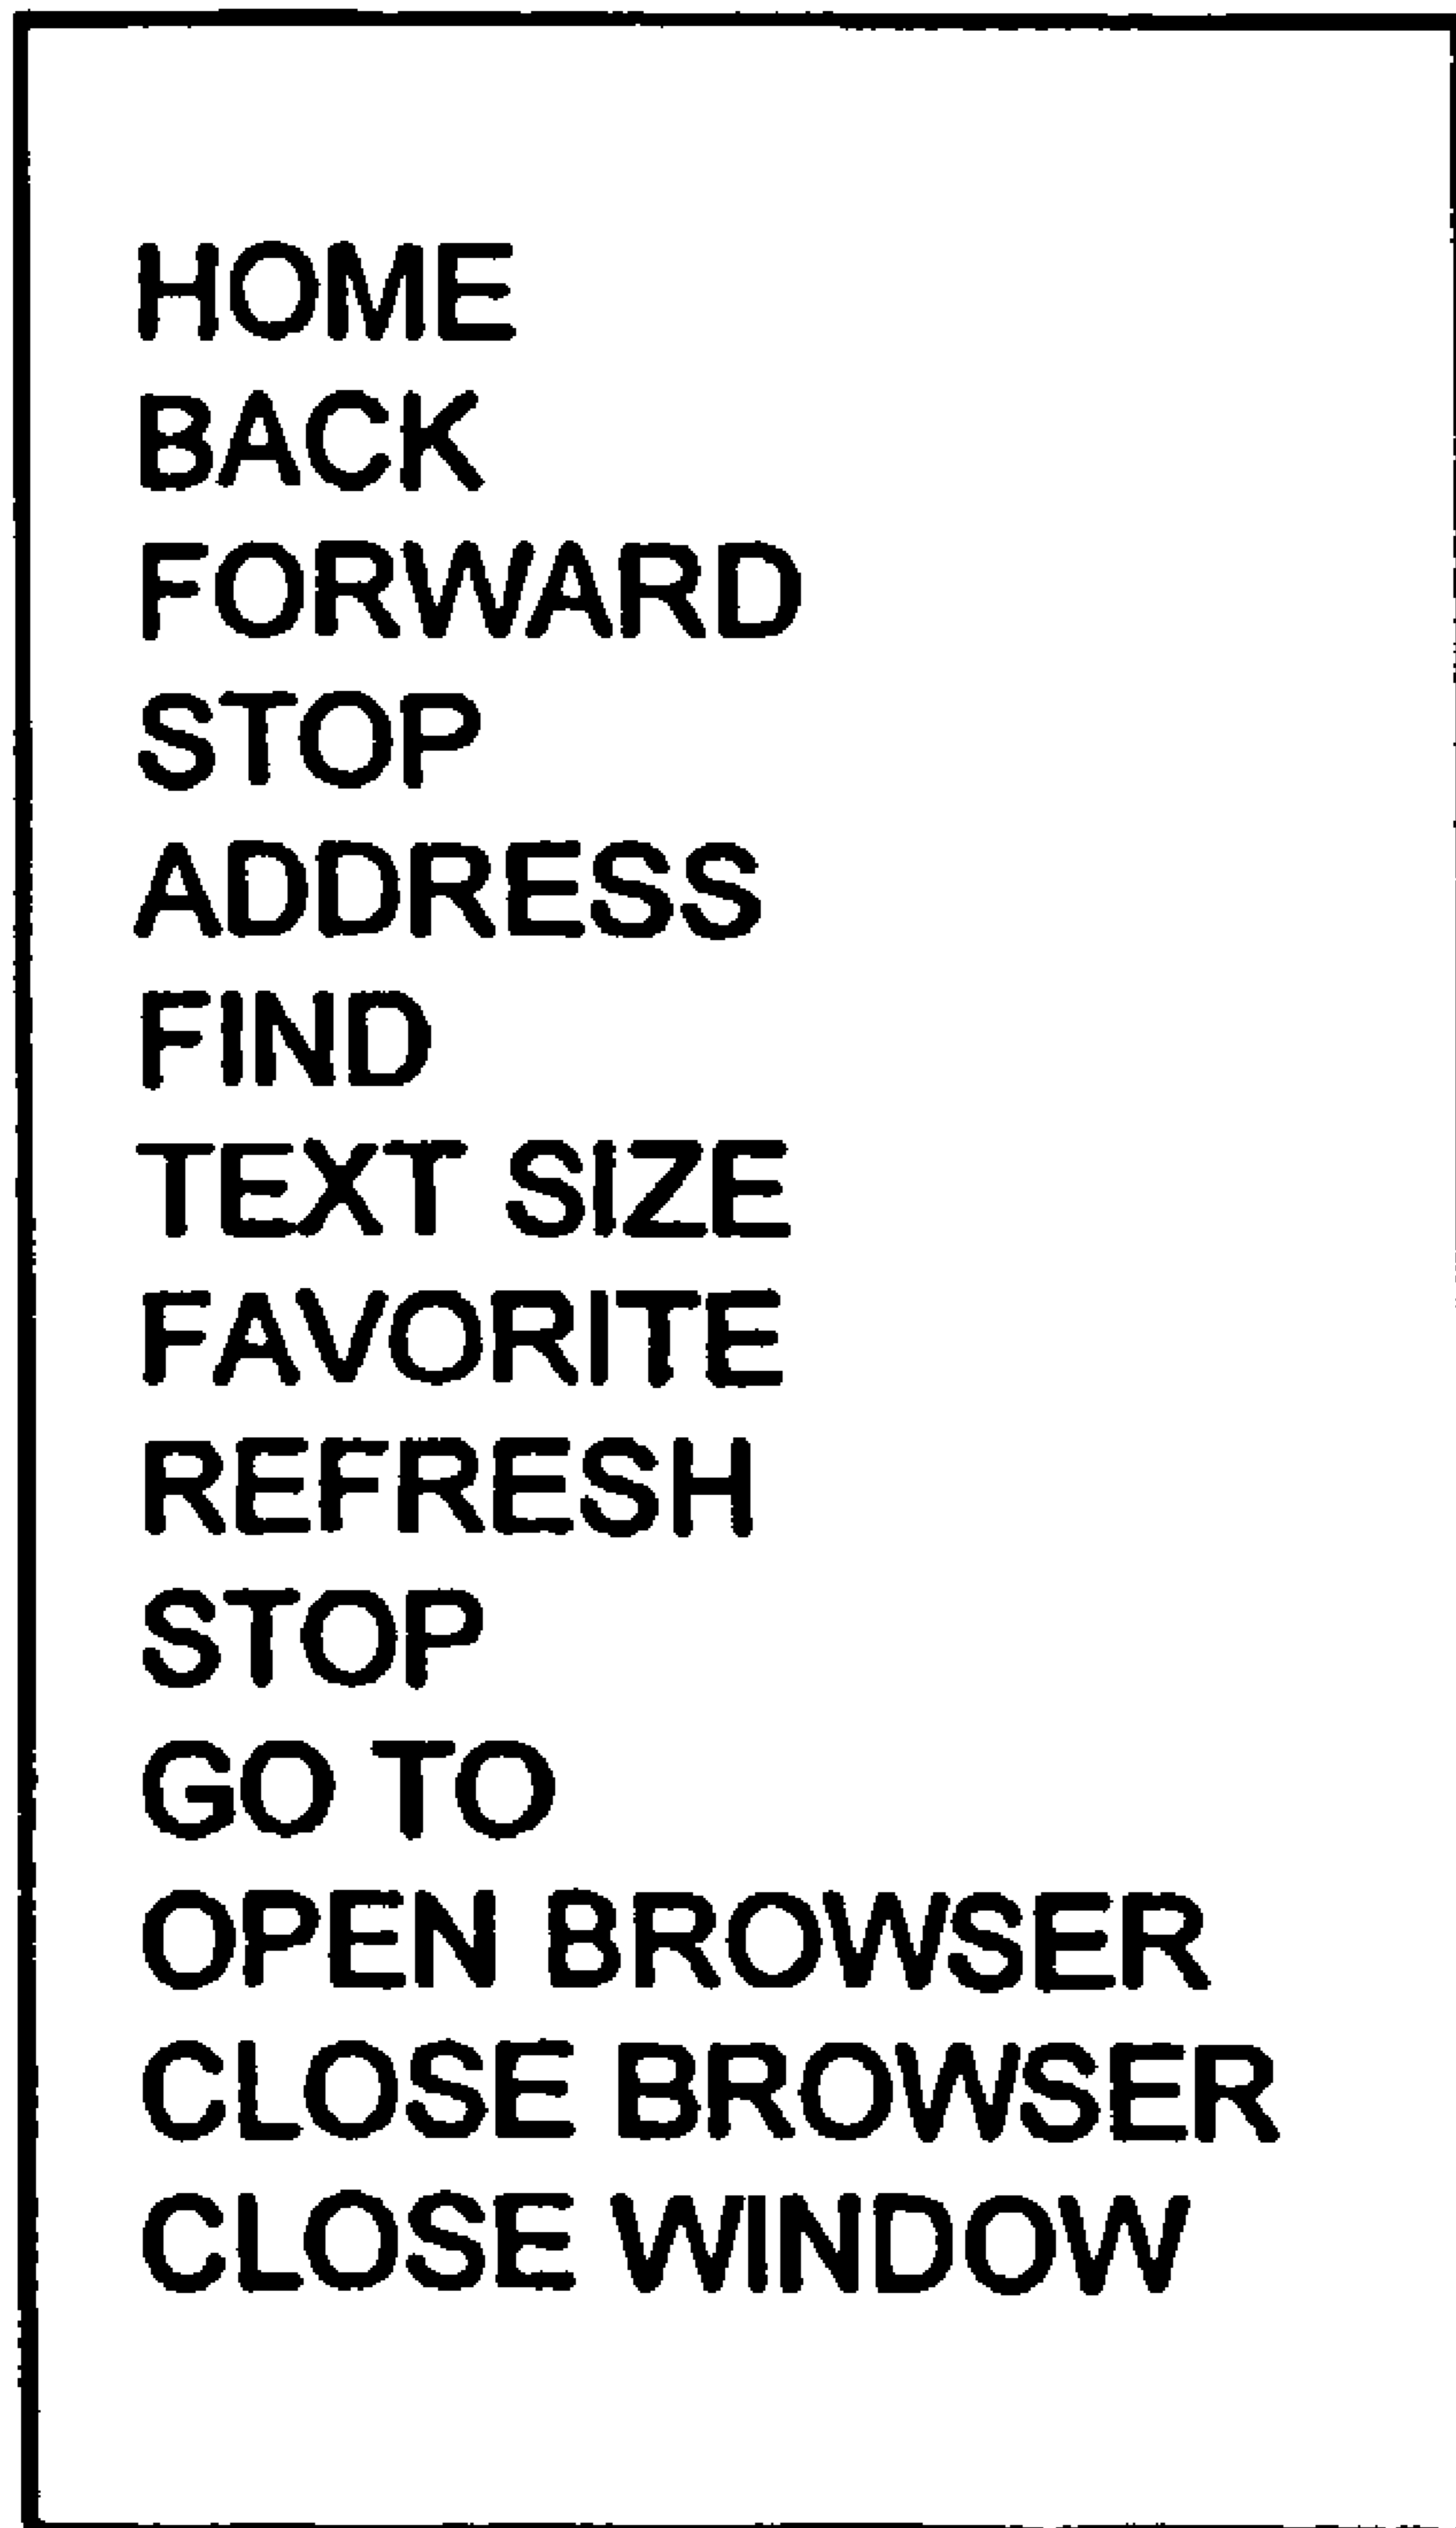 HOME
BACK
FORWARD
STOP
ADDRESS
FIND
TEXT SIZE
FAVORITE
REFRESH
STOP
GO TO
OPEN BROWSER
CLOSE BROWSER
CLOSE WINDOW